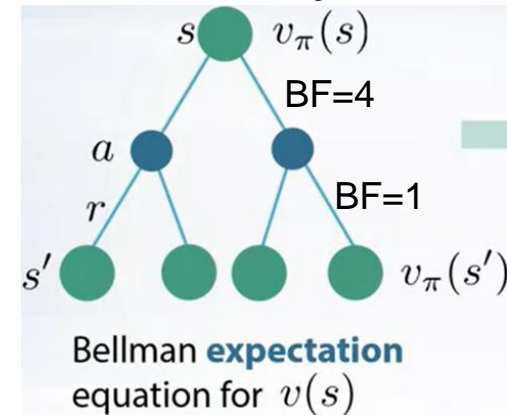 s v_π(s)
BF=4
a
BF=1
r
s' v_π(s')
Bellman expectation
equation for v(s)